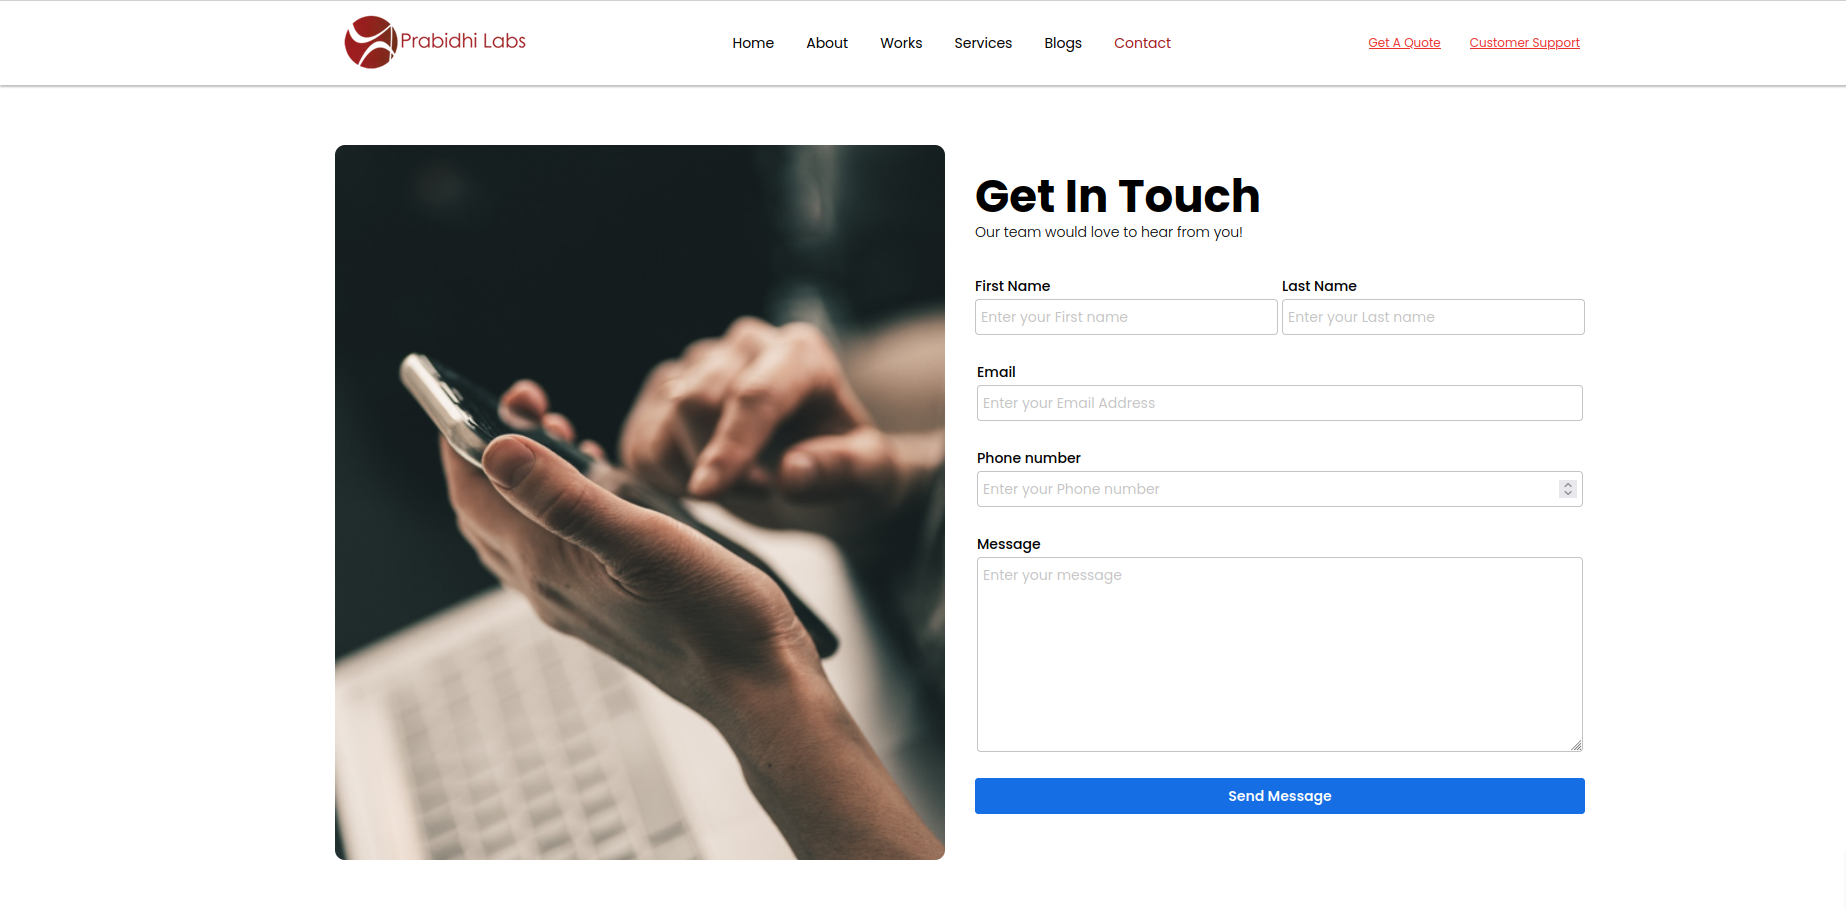 Prabidhi Labs
Home About Works Services Blogs Contact
Get A Quote Customer Support
Get In Touch
Our team would love to hear from you!
First Name Last Name
Enter your First name Enter your Last name
Email
Enter your Email Address
Phone number
Enter your Phone number
Message
Enter your message
Send Message